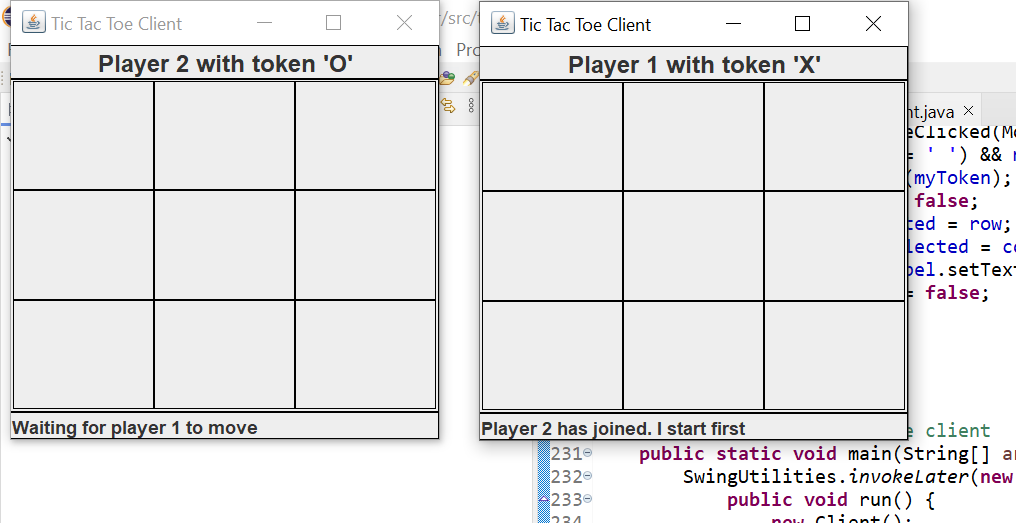 Tic Tac Toe Client
Player 2 with token 'O'
Waiting for player 1 to move
r/src/
Tic Tac Toe Client
Player 1 with token 'X'
Player 2 has joined. I start first
Pro
nt.java
eClicked(Mo
= ' ') &&
(myToken);
false;
ted = row;
lected = co
bel.setText
= false;
e client
231 public static void main(String[] ar
232 SwingUtilities.invokeLater(new
233 public void run() {
234 new Client();